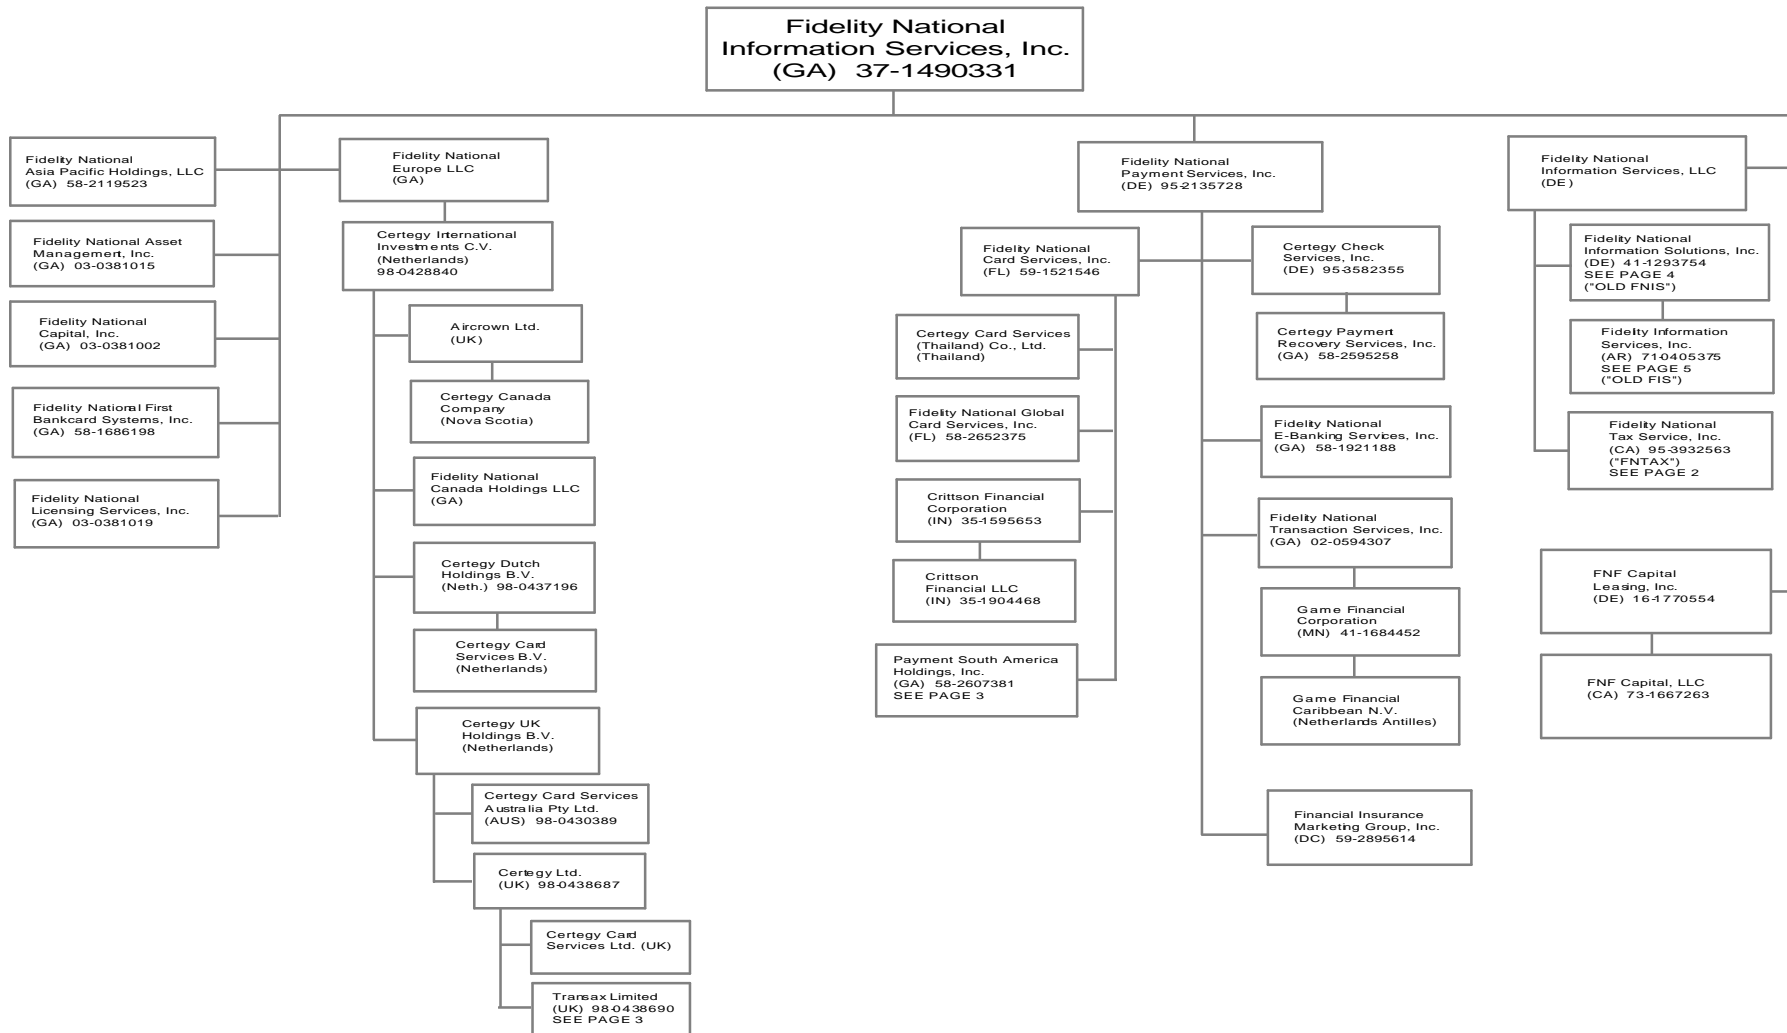 Fidelity National
Information Services, Inc.
(GA) 37-1490331
Fidelity National
Asia Pacific Holdings, LLC
(GA) 58-2119523
Fidelity National Asset
Management, Inc.
(GA) 03-0381015
Fidelity National
Capital, Inc.
(GA) 03-0381002
Fidelity National First
Bankcard Systems, Inc.
(GA) 58-1686198
Fidelity National
Licensing Services, Inc.
(GA) 03-0381019
Fidelity National
Europe LLC
(GA)
Certegy International
Investments C.V.
(Netherlands)
98-0428840
Aircrown Ltd.
(UK)
Certegy Canada
Company
(Nova Scotia)
Fidelity National
Canada Holdings LLC
(GA)
Certegy Dutch
Holdings B.V.
(Neth.) 98-0437196
Certegy Card
Services B.V.
(Netherlands)
Certegy UK
Holdings B.V.
(Netherlands)
Certegy Card Services
Australia Pty Ltd.
(AUS) 98-0430389
Certegy Ltd.
(UK) 98-0438687
Certegy Card
Services Ltd. (UK)
Transax Limited
(UK) 98-0438690
SEE PAGE 3
Fidelity National
Payment Services, Inc.
(DE) 95-2135728
Fidelity National
Card Services, Inc.
(FL) 59-1521546
Certegy Card Services
(Thailand) Co., Ltd.
(Thailand)
Fidelity National Global
Card Services, Inc.
(FL) 58-2652375
Crittson Financial
Corporation
(IN) 35-1595653
Crittson
Financial LLC
(IN) 35-1904468
Payment South America
Holdings, Inc.
(GA) 58-2607381
SEE PAGE 3
Certegy Check
Services, Inc.
(DE) 95-3582355
Certegy Payment
Recovery Services, Inc.
(GA) 58-2595258
Fidelity National
E-Banking Services, Inc.
(GA) 58-1921188
Fidelity National
Transaction Services, Inc.
(GA) 02-0594307
Game Financial
Corporation
(MN) 41-1684452
Game Financial
Caribbean N.V.
(Netherlands Antilles)
Financial Insurance
Marketing Group, Inc.
(DC) 59-2895614
Fidelity National
Information Services, LLC
(DE)
Fidelity National
Information Solutions, Inc.
(DE) 41-1293754
SEE PAGE 4
("OLD FNIS")
Fidelity Information
Services, Inc.
(AR) 71-0405375
SEE PAGE 5
("OLD FIS")
Fidelity National
Tax Service, Inc.
(CA) 95-3932563
("FNTAX")
SEE PAGE 2
FNF Capital
Leasing, Inc.
(DE) 16-1770554
FNF Capital, LLC
(CA) 73-1667263